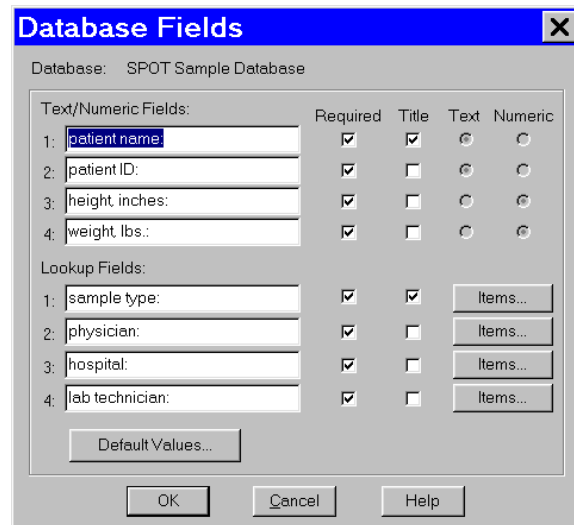 Database Fields
Database: SPOT Sample Database
Text/Numeric Fields: Required Title Text Numeric
1: patient name:
2: patient ID:
3: height, inches:
4: weight, lbs.:
Lookup Fields:
1: sample type: Items...
2: physician: Items...
3: hospital: Items...
4: lab technician: Items...
Default Values...
OK Cancel Help